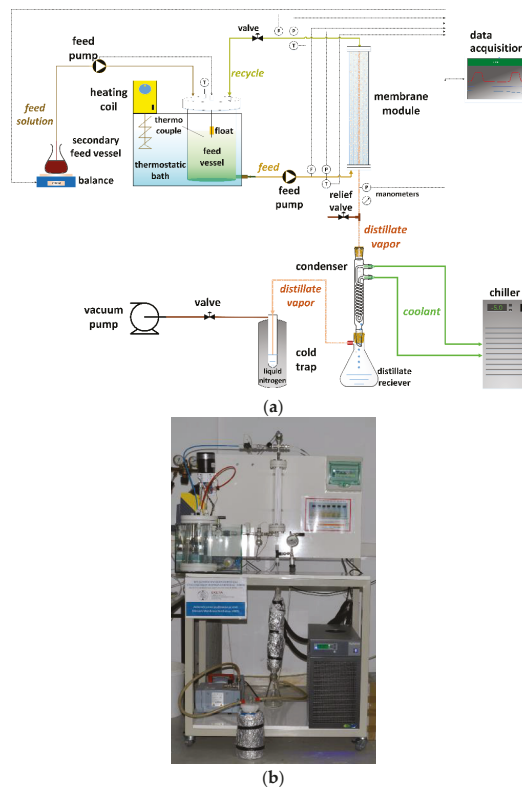 valve
P
T
F
P
feed
pump
T
recycle
heating
coil
feed
solution
thermo
couple
float
secondary
feed vessel
feed
vessel
thermostatic
bath
balance
feed
feed
pump
F
P
T
membrane
module
data
acquisition
P
manometers
relief
valve
distillate
vapor
condenser
distillate
vapor
coolant
chiller
vacuum
pump
valve
cold
trap
liquid
nitrogen
distillate
reciever
(a)
(b)